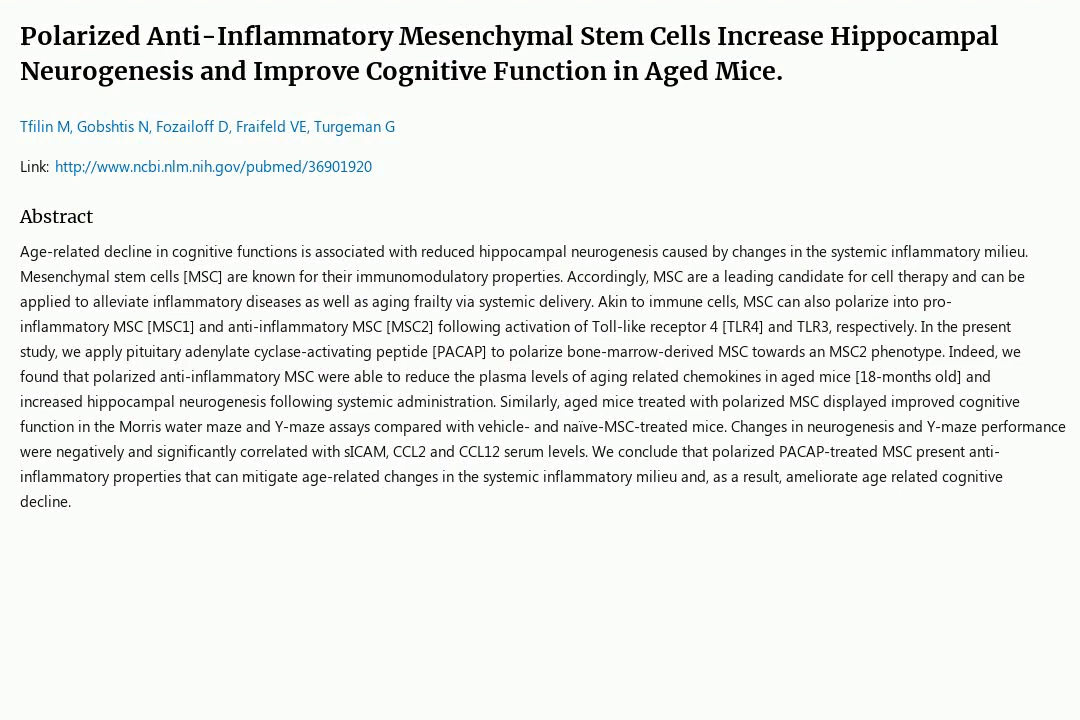 Polarized Anti-Inflammatory Mesenchymal Stem Cells Increase Hippocampal
Neurogenesis and Improve Cognitive Function in Aged Mice.
Tfilin M, Gobshtis N, Fozailoff D, Fraifeld VE, Turgeman G
Link: http://www.ncbi.nlm.nih.gov/pubmed/36901920
Abstract
Age-related decline in cognitive functions is associated with reduced hippocampal neurogenesis caused by changes in the systemic inflammatory milieu.
Mesenchymal stem cells [MSC] are known for their immunomodulatory properties. Accordingly, MSC are a leading candidate for cell therapy and can be
applied to alleviate inflammatory diseases as well as aging frailty via systemic delivery. Akin to immune cells, MSC can also polarize into pro-
inflammatory MSC [MSC1] and anti-inflammatory MSC [MSC2] following activation of Toll-like receptor 4 [TLR4] and TLR3, respectively. In the present
study, we apply pituitary adenylate cyclase-activating peptide [PACAP] to polarize bone-marrow-derived MSC towards an MSC2 phenotype. Indeed, we
found that polarized anti-inflammatory MSC were able to reduce the plasma levels of aging related chemokines in aged mice [18-months old] and
increased hippocampal neurogenesis following systemic administration. Similarly, aged mice treated with polarized MSC displayed improved cognitive
function in the Morris water maze and Y-maze assays compared with vehicle- and naïve-MSC-treated mice. Changes in neurogenesis and Y-maze performance
were negatively and significantly correlated with sICAM, CCL2 and CCL12 serum levels. We conclude that polarized PACAP-treated MSC present anti-
inflammatory properties that can mitigate age-related changes in the systemic inflammatory milieu and, as a result, ameliorate age related cognitive
decline.